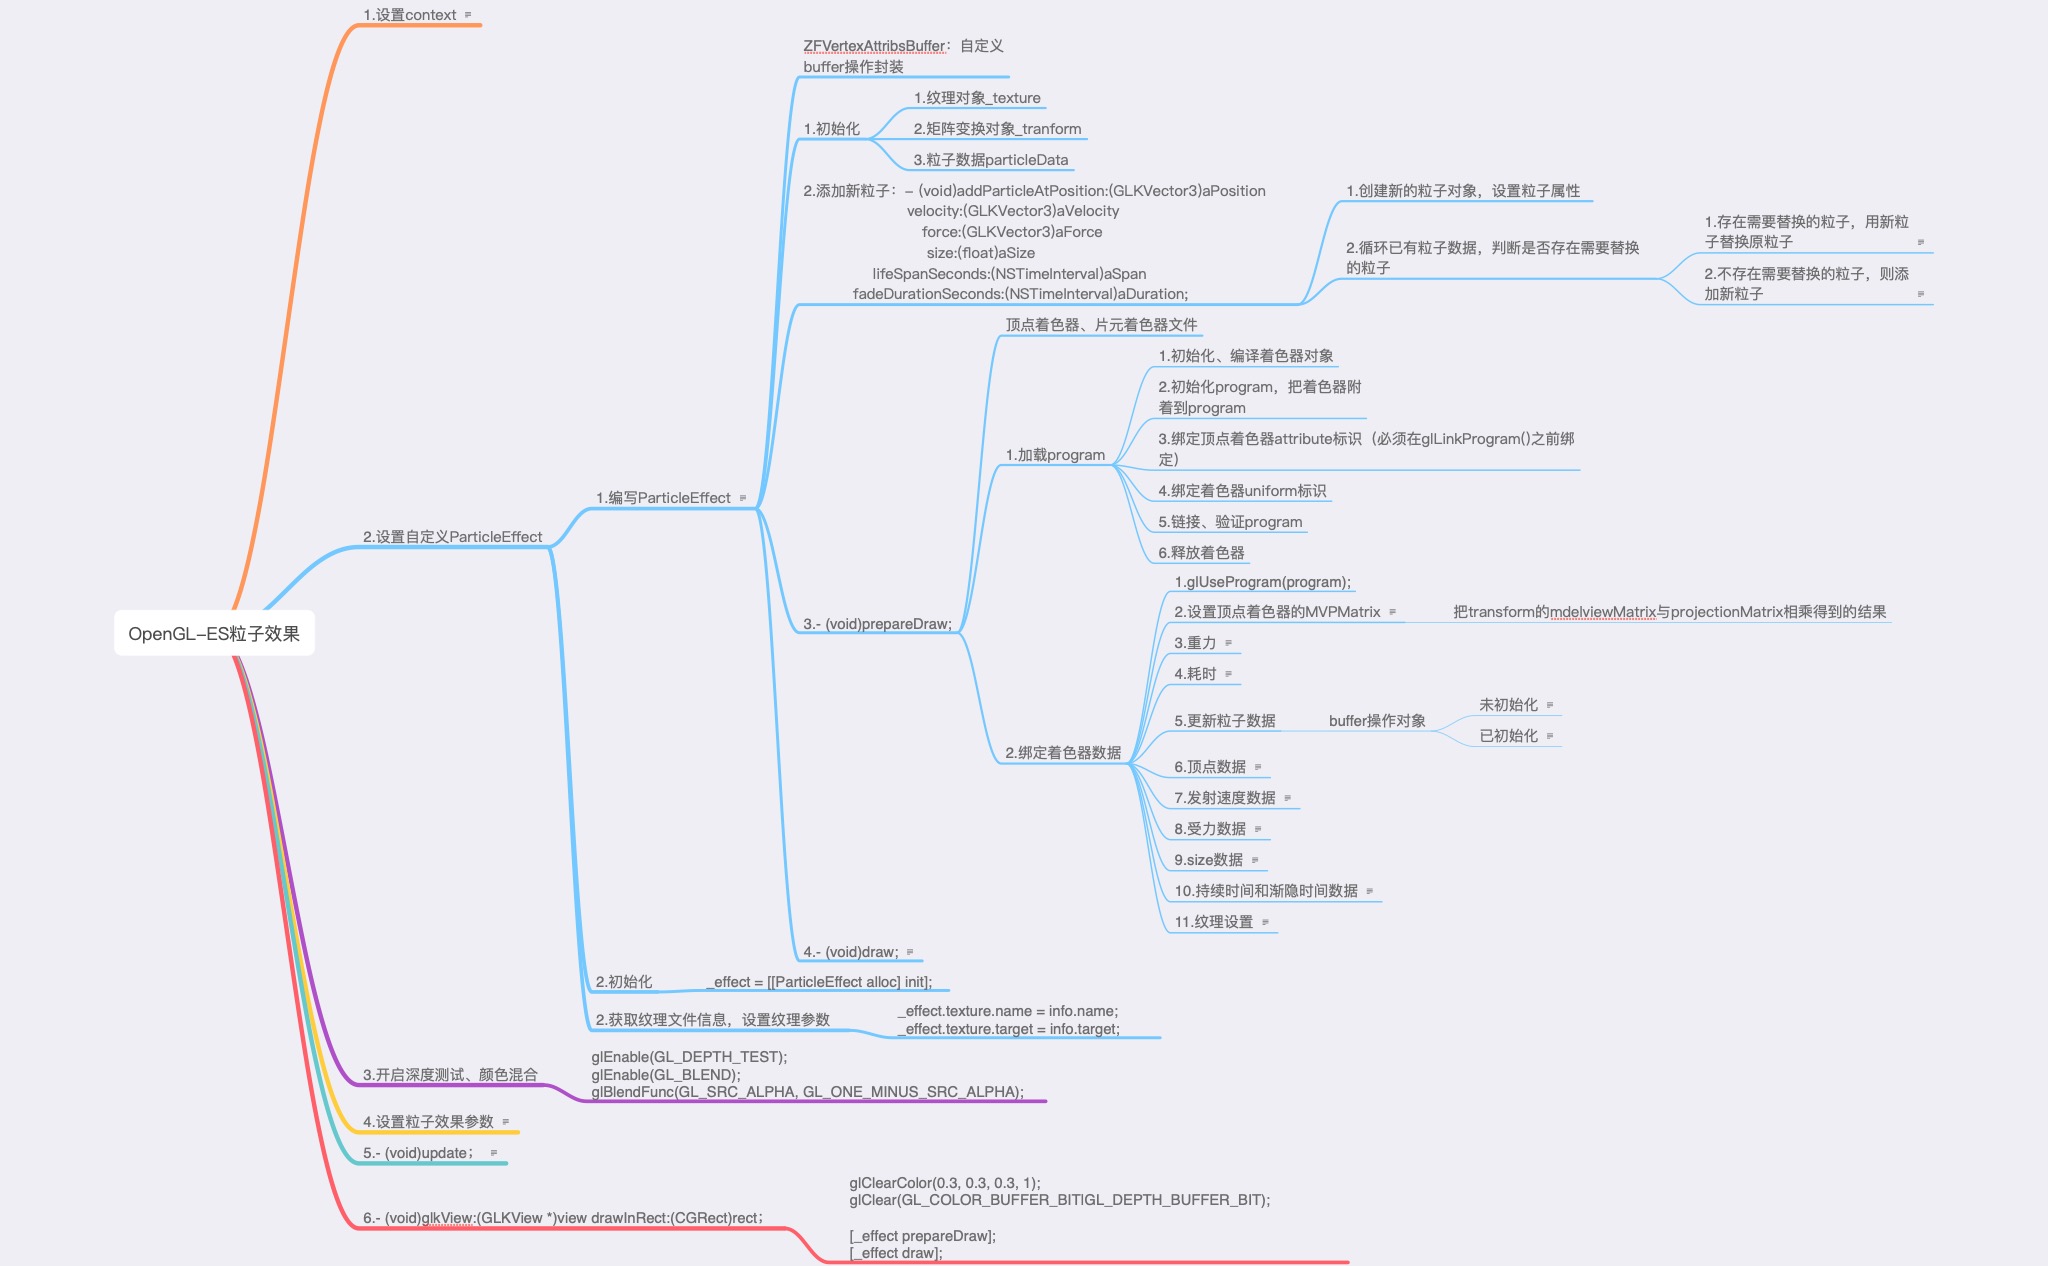 1.设置context
ZFVertexAttribsBuffer：自定义
buffer操作封装
1.初始化
1.纹理对象_texture
2.矩阵变换对象_tranform
3.粒子数据particleData
2.添加新粒子：- (void)addParticleAtPosition:(GLKVector3)aPosition
velocity:(GLKVector3)aVelocity
force:(GLKVector3)aForce
size:(float)aSize
lifeSpanSeconds:(NSTimeInterval)aSpan
fadeDurationSeconds:(NSTimeInterval)aDuration;
1.创建新的粒子对象，设置粒子属性
2.循环已有粒子数据，判断是否存在需要替换
的粒子
1.存在需要替换的粒子，用新粒
子替换原粒子
2.不存在需要替换的粒子，则添
加新粒子
顶点着色器、片元着色器文件
1.初始化、编译着色器对象
2.初始化program，把着色器附
着到program
1.加载program
3.绑定顶点着色器attribute标识（必须在glLinkProgram()之前绑
定）
4.绑定着色器uniform标识
5.链接、验证program
6.释放着色器
1.编写ParticleEffect
2.设置自定义ParticleEffect
OpenGL-ES粒子效果
3.- (void)prepareDraw;
1.glUseProgram(program);
2.设置顶点着色器的MVPMatrix
把transform的mdelviewMatrix与projectionMatrix相乘得到的结果
3.重力
4.耗时
5.更新粒子数据
buffer操作对象
未初始化
已初始化
2.绑定着色器数据
6.顶点数据
7.发射速度数据
8.受力数据
9.size数据
10.持续时间和渐隐时间数据
11.纹理设置
4.- (void)draw;
2.初始化
_effect = [[ParticleEffect alloc] init];
2.获取纹理文件信息，设置纹理参数
_effect.texture.name = info.name;
_effect.texture.target = info.target;
3.开启深度测试、颜色混合
glEnable(GL_DEPTH_TEST);
glEnable(GL_BLEND);
glBlendFunc(GL_SRC_ALPHA, GL_ONE_MINUS_SRC_ALPHA);
4.设置粒子效果参数
5.- (void)update；
6.- (void)glkView:(GLKView *)view drawInRect:(CGRect)rect；
glClearColor(0.3, 0.3, 0.3, 1);
glClear(GL_COLOR_BUFFER_BIT|GL_DEPTH_BUFFER_BIT);
[_effect prepareDraw];
[_effect draw];